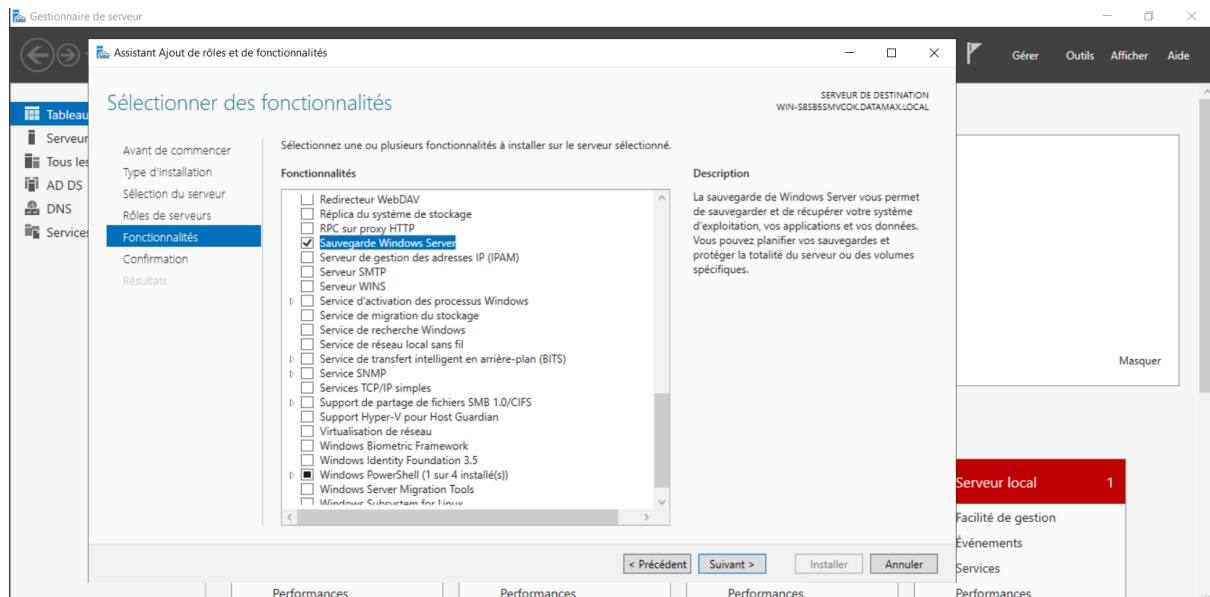 Gestionnaire de serveur
Gérer Outils Afficher Aide
Tableau
Serveur
Tous les
AD DS
DNS
Services
Assistant Ajout de rôles et de fonctionnalités
Sélectionner des fonctionnalités
SERVEUR DE DESTINATION
WIN-S8SB5SMVCOK.DATAMAX.LOCAL
Avant de commencer
Type d'installation
Sélection du serveur
Rôles de serveurs
Fonctionnalités
Confirmation
Résultats
Sélectionnez une ou plusieurs fonctionnalités à installer sur le serveur sélectionné.
Fonctionnalités
Redirecteur WebDAV
Réplica du système de stockage
RPC sur proxy HTTP
Sauvegarde Windows Server
Serveur de gestion des adresses IP (IPAM)
Serveur SMTP
Serveur WINS
Service d'activation des processus Windows
Service de migration du stockage
Service de recherche Windows
Service de réseau local sans fil
Service de transfert intelligent en arrière-plan (BITS)
Service SNMP
Services TCP/IP simples
Support de partage de fichiers SMB 1.0/CIFS
Support Hyper-V pour Host Guardian
Virtualisation de réseau
Windows Biometric Framework
Windows Identity Foundation 3.5
Windows PowerShell (1 sur 4 installé(s))
Windows Server Migration Tools
Windows Subsystem for Linux
Description
La sauvegarde de Windows Server vous permet
de sauvegarder et de récupérer votre système
d'exploitation, vos applications et vos données.
Vous pouvez planifier vos sauvegardes et
protéger la totalité du serveur ou des volumes
spécifiques.
< Précédent Suivant > Installer Annuler
Masquer
Serveur local 1
Facilité de gestion
Événements
Services
Performances Performances Performances Performances